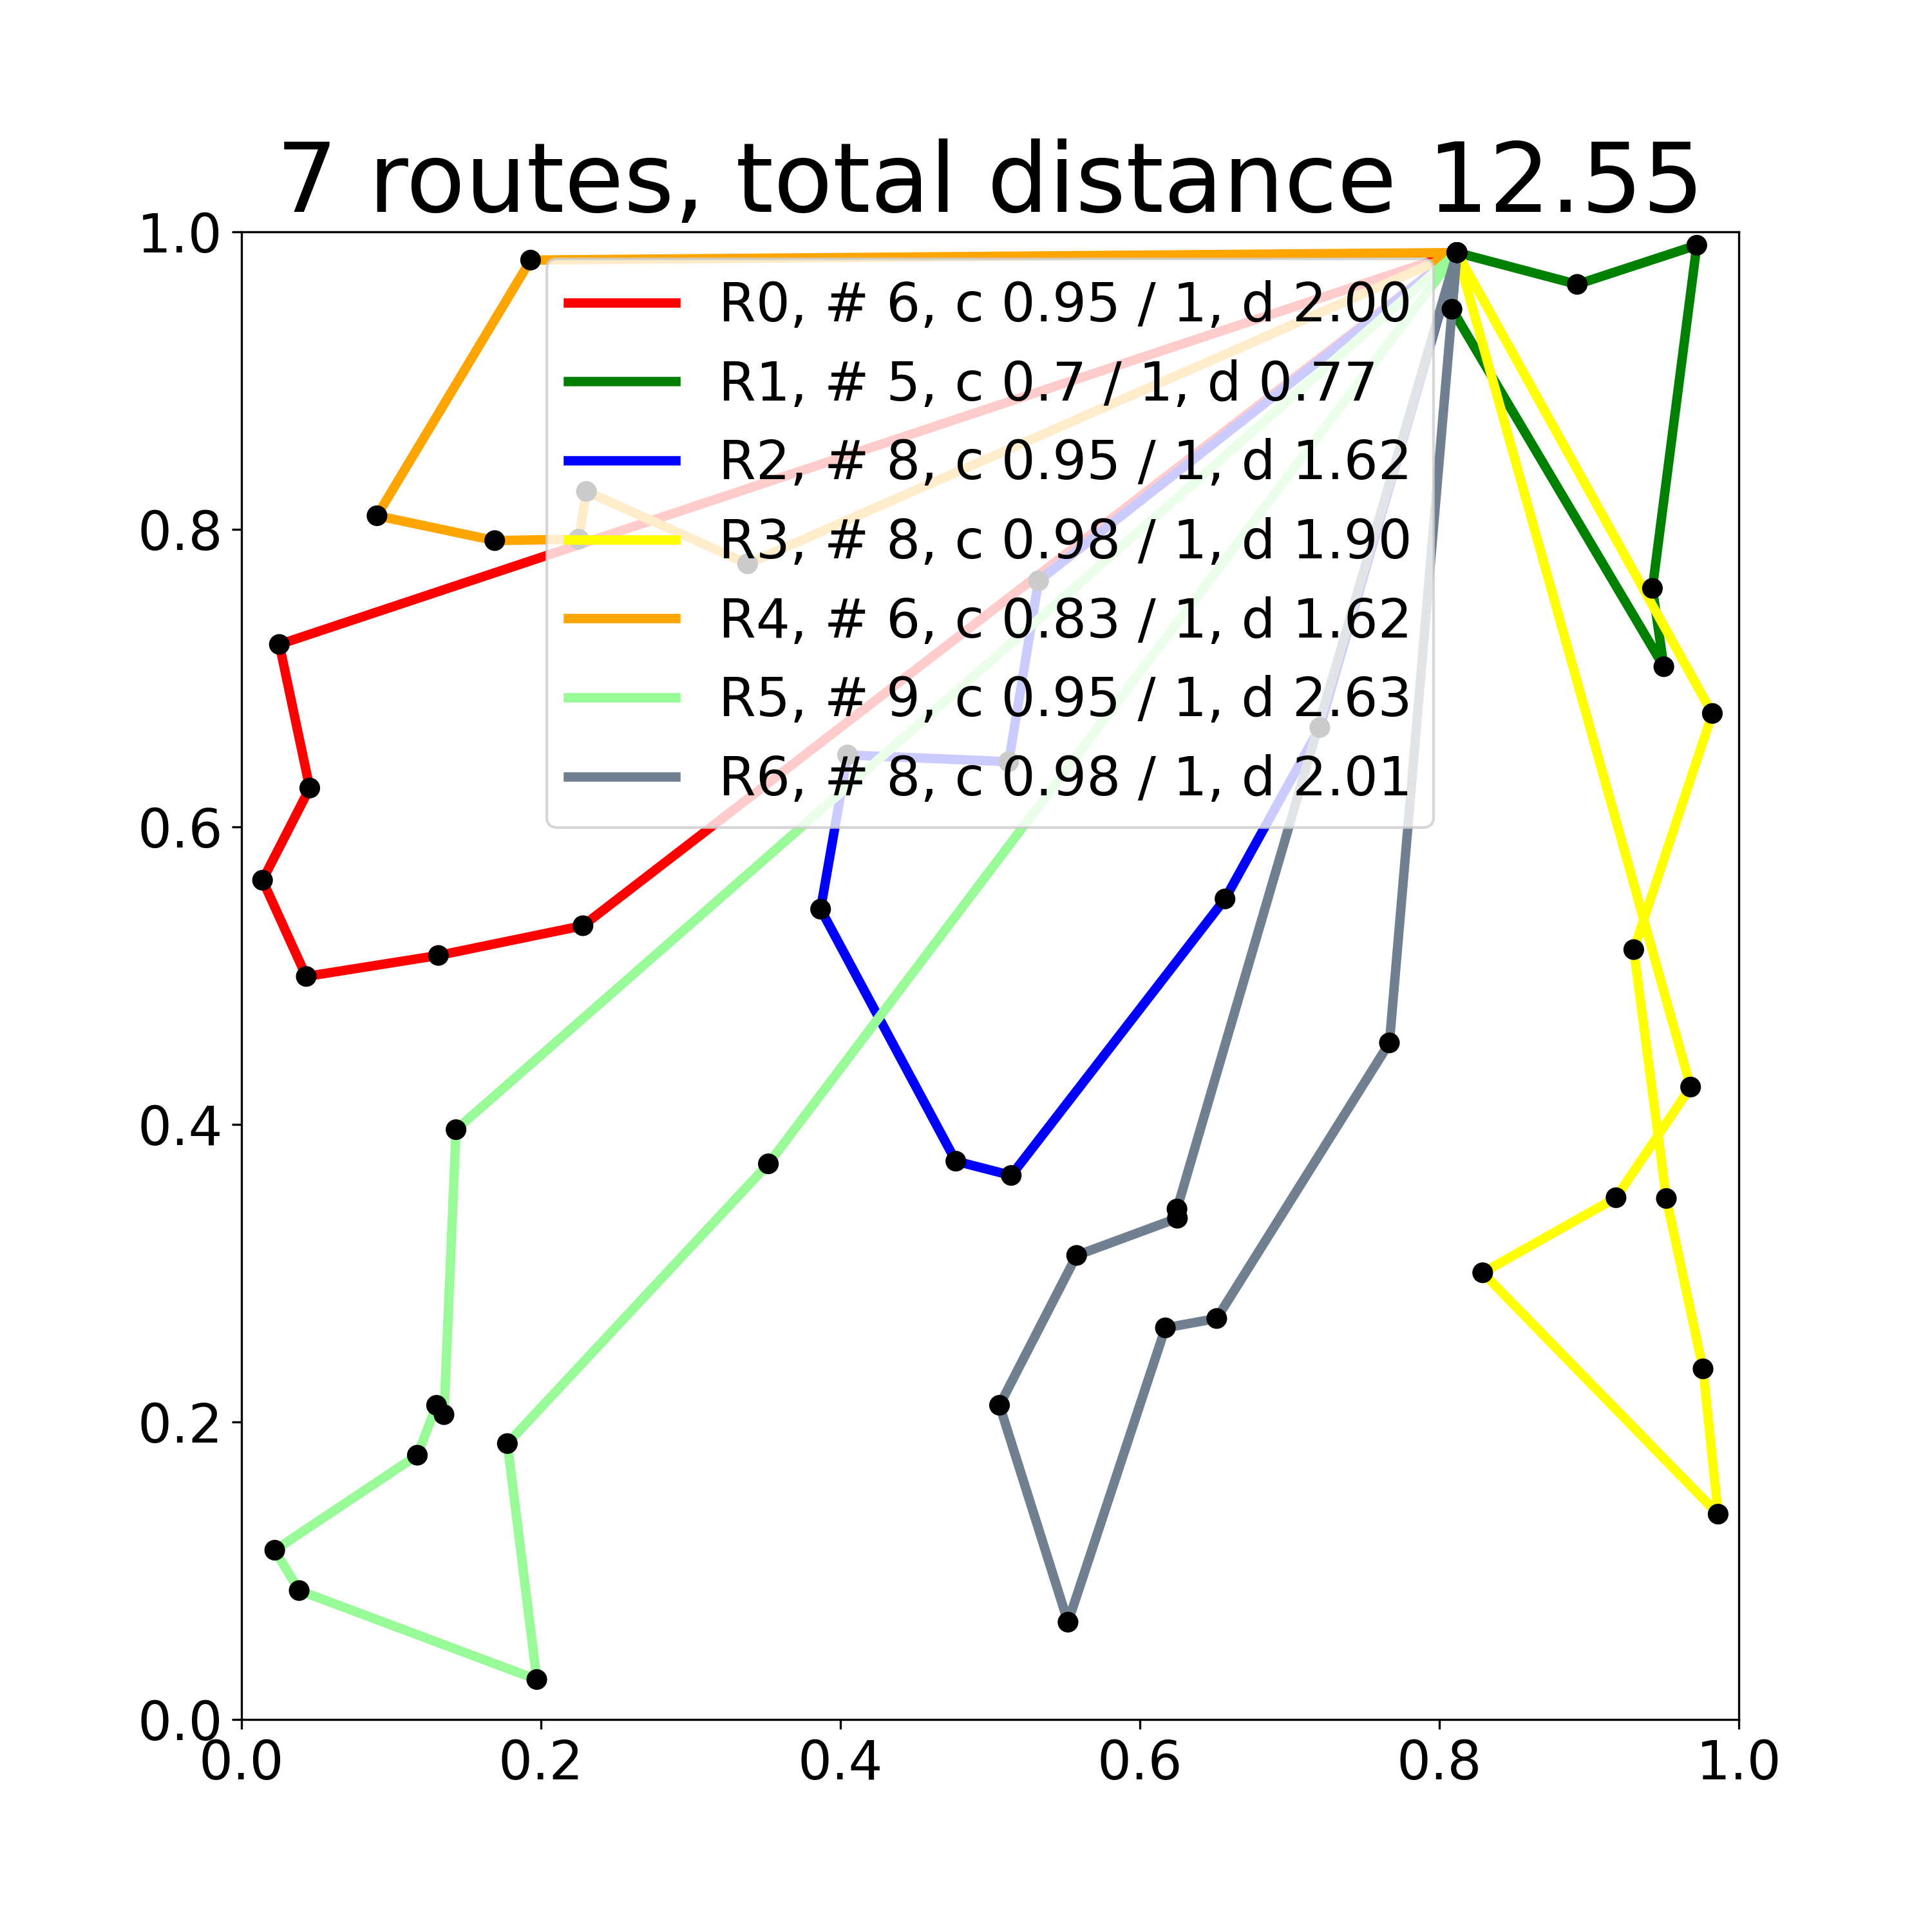 7 routes, total distance 12.55
1.0
0.8
0.6
0.4
0.2
0.0
R0, # 6, c 0.95 / 1, d 2.00
R1, # 5, c 0.7 / 1, d 0.77
R2, # 8, c 0.95 / 1, d 1.62
R3, # 8, c 0.98 / 1, d 1.90
R4, # 6, c 0.83 / 1, d 1.62
R5, # 9, c 0.95 / 1, d 2.63
R6, # 8, c 0.98 / 1, d 2.01
0.0 0.2 0.4 0.6 0.8 1.0